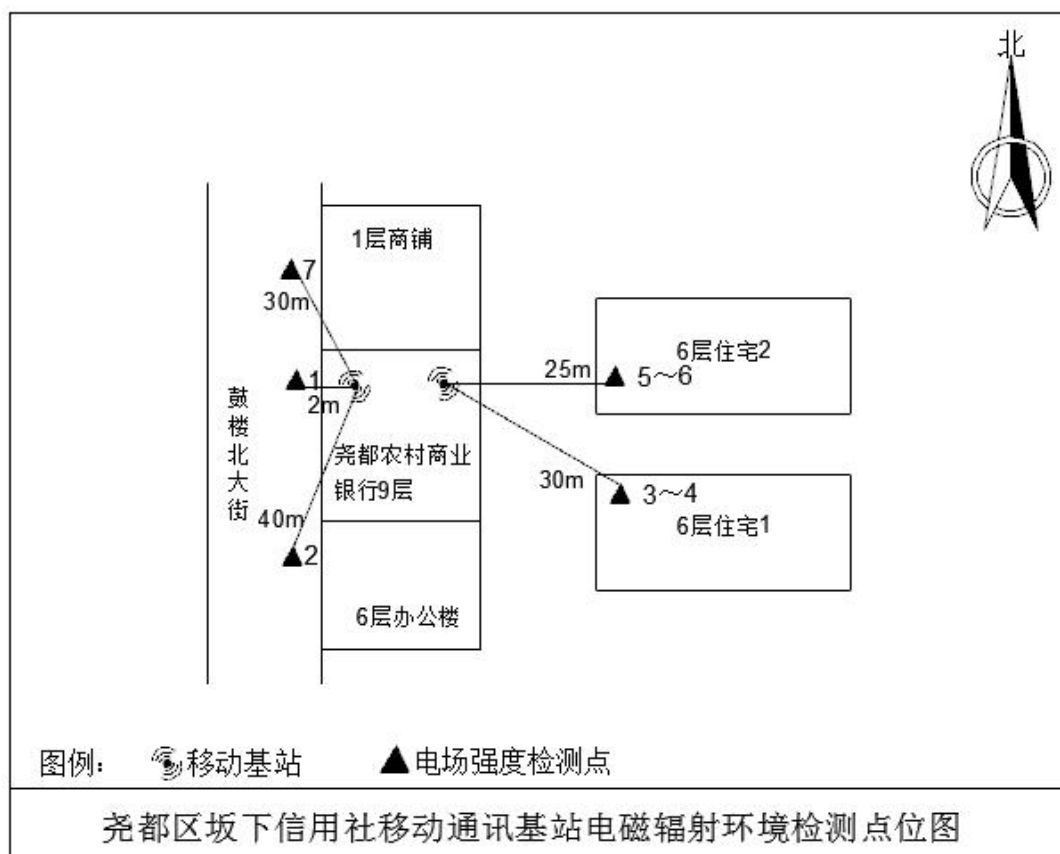 北
1层商铺
7
30m
6层住宅2
25m
5～6
1
2m
鼓楼北大街
尧都农村商业
银行9层
30m
3～4
6层住宅1
40m
2
6层办公楼
图例：
移动基站
电场强度检测点
尧都区坂下信用社移动通讯基站电磁辐射环境检测点位图